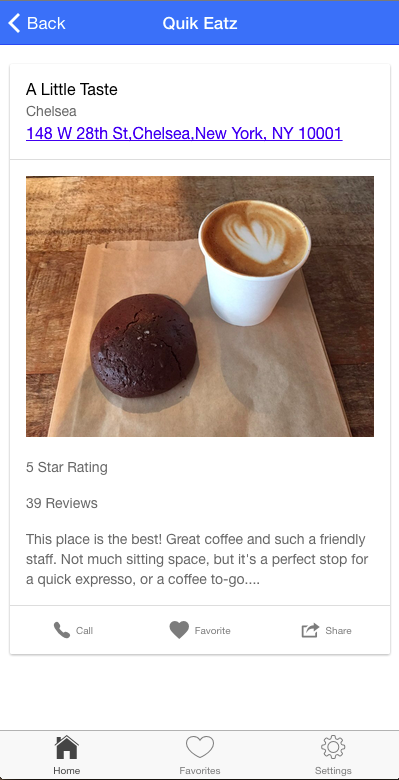 Back
Quik Eatz
A Little Taste
Chelsea
148 W 28th St,Chelsea,New York, NY 10001
5 Star Rating
39 Reviews
This place is the best! Great coffee and such a friendly
staff. Not much sitting space, but it's a perfect stop for
a quick expresso, or a coffee to-go....
Call
Favorite
Share
Home
Favorites
Settings